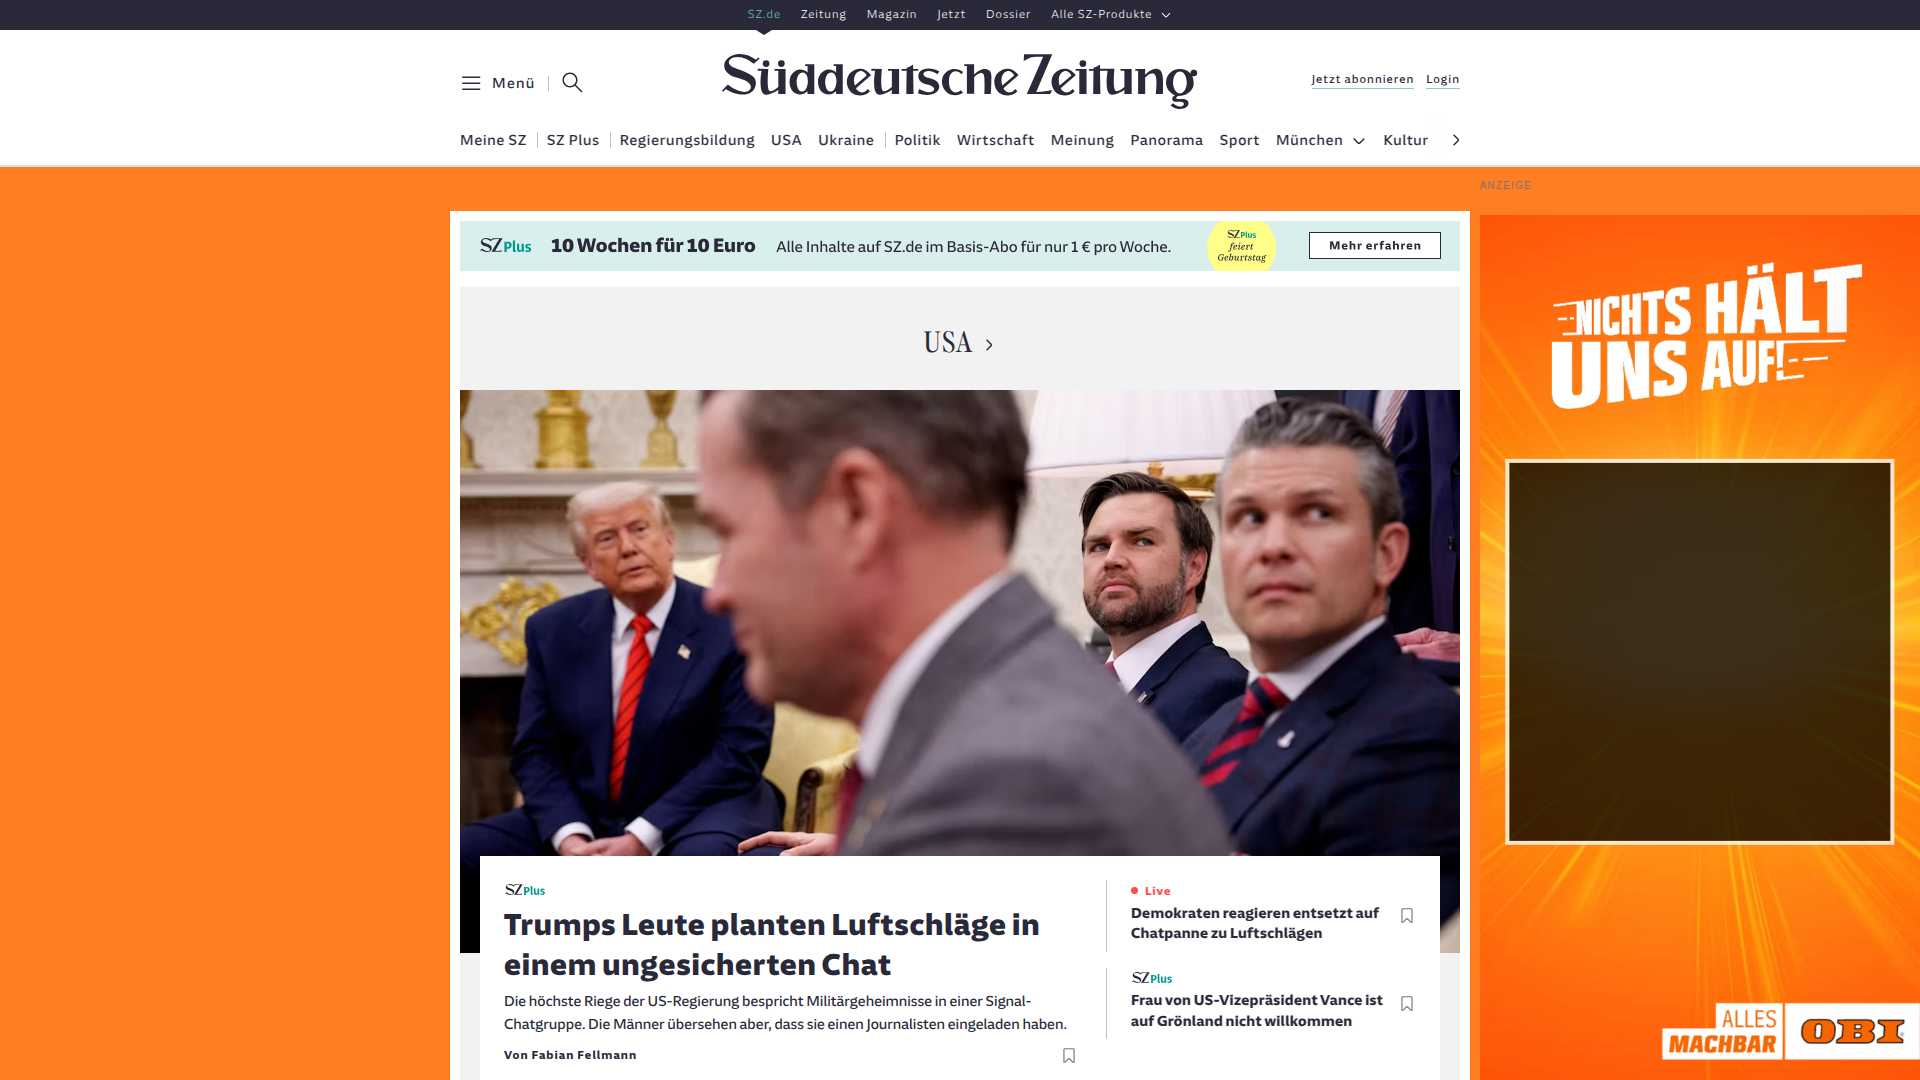 SZ.de Zeitung Magazin Jetzt Dossier Alle SZ-Produkte
Menü
Süddeutsche Zeitung
Jetzt abonnieren Login
Meine SZ SZ Plus Regierungsbildung USA Ukraine Politik Wirtschaft Meinung Panorama Sport München Kultur
ANZEIGE
SZ Plus 10 Wochen für 10 Euro Alle Inhalte auf SZ.de im Basis-Abo für nur 1 € pro Woche.
SZ Plus
feiert
Geburtstag
Mehr erfahren
USA
NICHTS HÄLT
UNS AUF!
SZ Plus
Trumps Leute planten Luftschläge in
einem ungesicherten Chat
Die höchste Riege der US-Regierung bespricht Militärgeheimnisse in einer Signal-
Chatgruppe. Die Männer übersehen aber, dass sie einen Journalisten eingeladen haben.
Von Fabian Fellmann
Live
Demokraten reagieren entsetzt auf
Chatpanne zu Luftschlägen
SZ Plus
Frau von US-Vizepräsident Vance ist
auf Grönland nicht willkommen
ALLES
MACHBAR
OBI